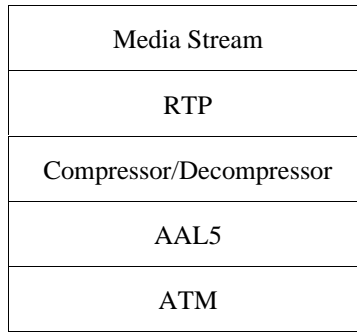 Media Stream
RTP
Compressor/Decompressor
AAL5
ATM